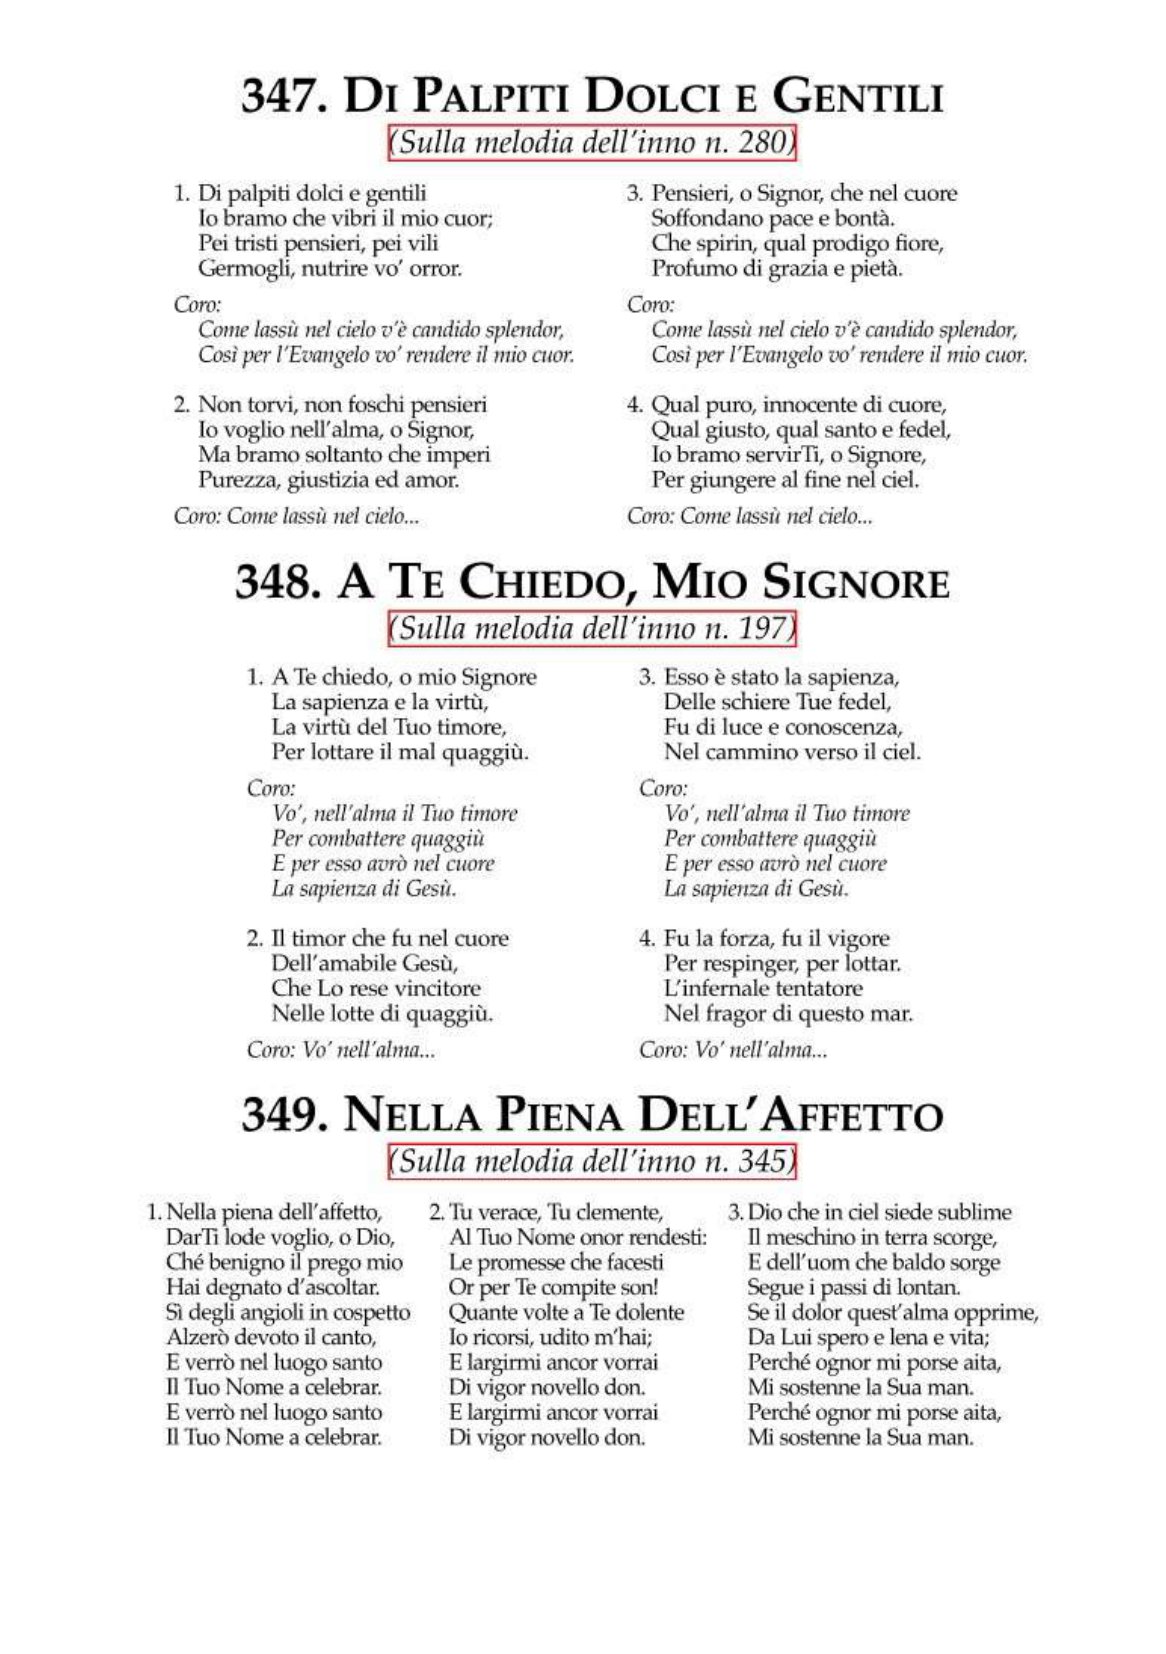 347. Di Palpiti Dolci e Gentili
(Sulla melodia dell'inno n. 280)
1. Di palpiti dolci e gentili
Io bramo che vibri il mio cuor;
Pei tristi pensieri, pei vili
Germogli, nutrire vo' orror.
Coro:
Come lassù nel cielo v'è candido splendor,
Così per l'Evangelo vo' rendere il mio cuor.
2. Non torvi, non foschi pensieri
Io voglio nell'alma, o Signor,
Ma bramo soltanto che imperi
Purezza, giustizia ed amor.
Coro: Come lassù nel cielo...
3. Pensieri, o Signor, che nel cuore
Soffondano pace e bontà.
Che spirin, qual prodigo fiore,
Profumo di grazia e pietà.
Coro:
Come lassù nel cielo v'è candido splendor,
Così per l'Evangelo vo' rendere il mio cuor.
4. Qual puro, innocente di cuore,
Qual giusto, qual santo e fedel,
Io bramo servirTi, o Signore,
Per giungere al fine nel ciel.
Coro: Come lassù nel cielo...
348. A Te Chiedo, Mio Signore
(Sulla melodia dell'inno n. 197)
1. A Te chiedo, o mio Signore
La sapienza e la virtù,
La virtù del Tuo timore,
Per lottare il mal quaggiù.
Coro:
Vo', nell'alma il Tuo timore
Per combattere quaggiù
E per esso avrò nel cuore
La sapienza di Gesù.
2. Il timor che fu nel cuore
Dell'amabile Gesù,
Che Lo rese vincitore
Nelle lotte di quaggiù.
Coro: Vo' nell'alma...
3. Esso è stato la sapienza,
Delle schiere Tue fedel,
Fu di luce e conoscenza,
Nel cammino verso il ciel.
Coro:
Vo', nell'alma il Tuo timore
Per combattere quaggiù
E per esso avrò nel cuore
La sapienza di Gesù.
4. Fu la forza, fu il vigore
Per respinger, per lottar.
L'infernale tentatore
Nel fragor di questo mar.
Coro: Vo' nell'alma...
349. Nella Piena Dell'Affetto
(Sulla melodia dell'inno n. 345)
1. Nella piena dell'affetto,
DarTi lode voglio, o Dio,
Ché benigno il prego mio
Hai degnato d'ascoltar.
Sì degli angioli in cospetto
Alzerò devoto il canto,
E verrò nel luogo santo
Il Tuo Nome a celebrar.
E verrò nel luogo santo
Il Tuo Nome a celebrar.
2. Tu verace, Tu clemente,
Al Tuo Nome onor rendesti:
Le promesse che facesti
Or per Te compite son!
Quante volte a Te dolente
Io ricorsi, udito m'hai;
E largirmi ancor vorrai
Di vigor novello don.
E largirmi ancor vorrai
Di vigor novello don.
3. Dio che in ciel siede sublime
Il meschino in terra scorge,
E dell'uom che baldo sorge
Segue i passi di lontan.
Se il dolor quest'alma opprime,
Da Lui spero e lena e vita;
Perché ognor mi porse aita,
Mi sostenne la Sua man.
Perché ognor mi porse aita,
Mi sostenne la Sua man.